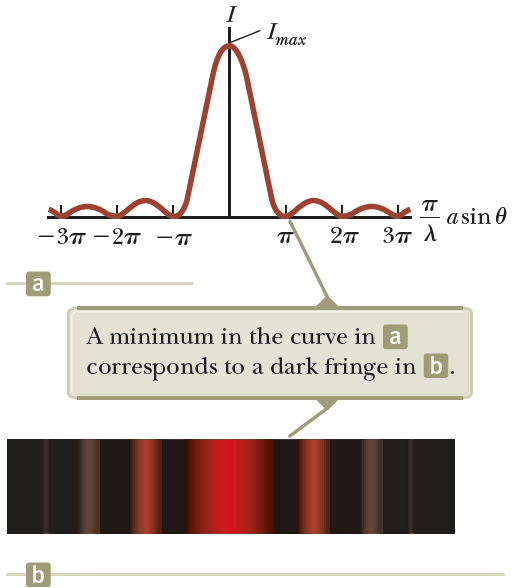 I
I_max
−3π −2π −π π 2π 3π π/λ a sin θ
a
A minimum in the curve in a
corresponds to a dark fringe in b.
b